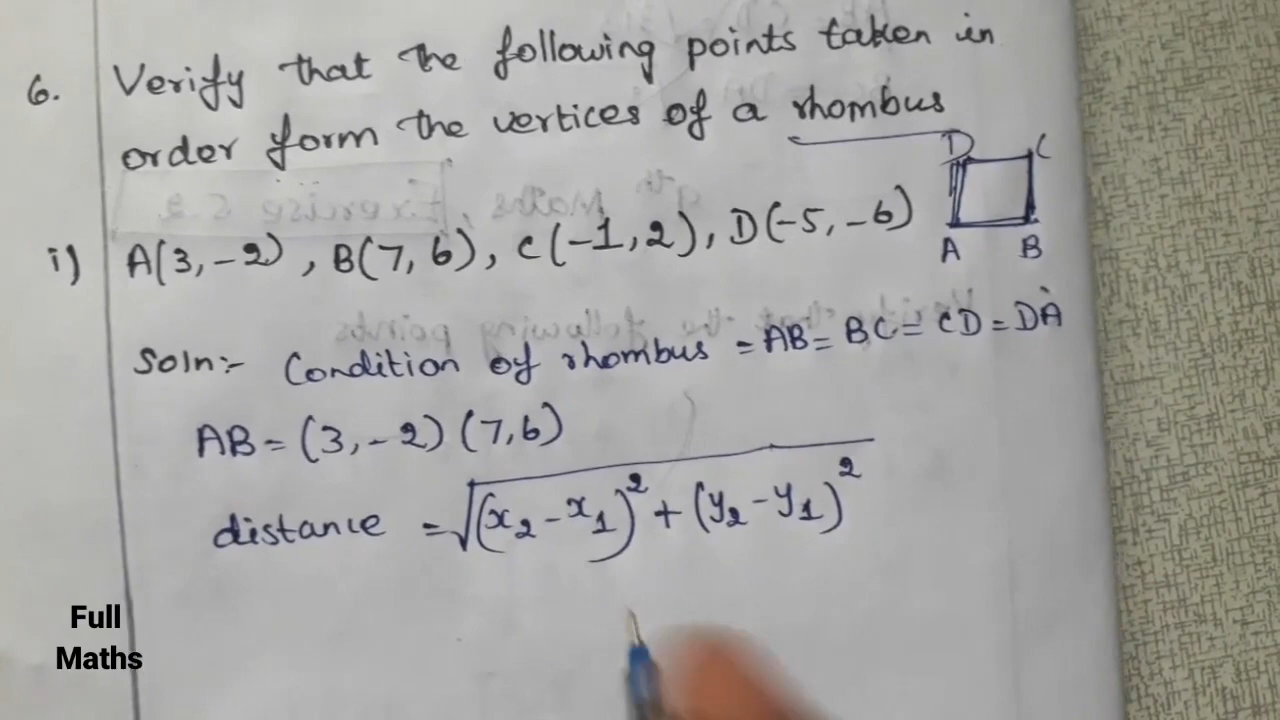 6. Verify that the following points taken in
order form the vertices of a rhombus
D C
i) A(3,-2), B(7,6), C(-1,2), D(-5,-6)
A B
Soln:- Condition of rhombus = AB= BC= CD=DA
AB= (3,-2) (7,6)
distance =√(x₂-x₁)²+(y₂-y₁)²
Full
Maths